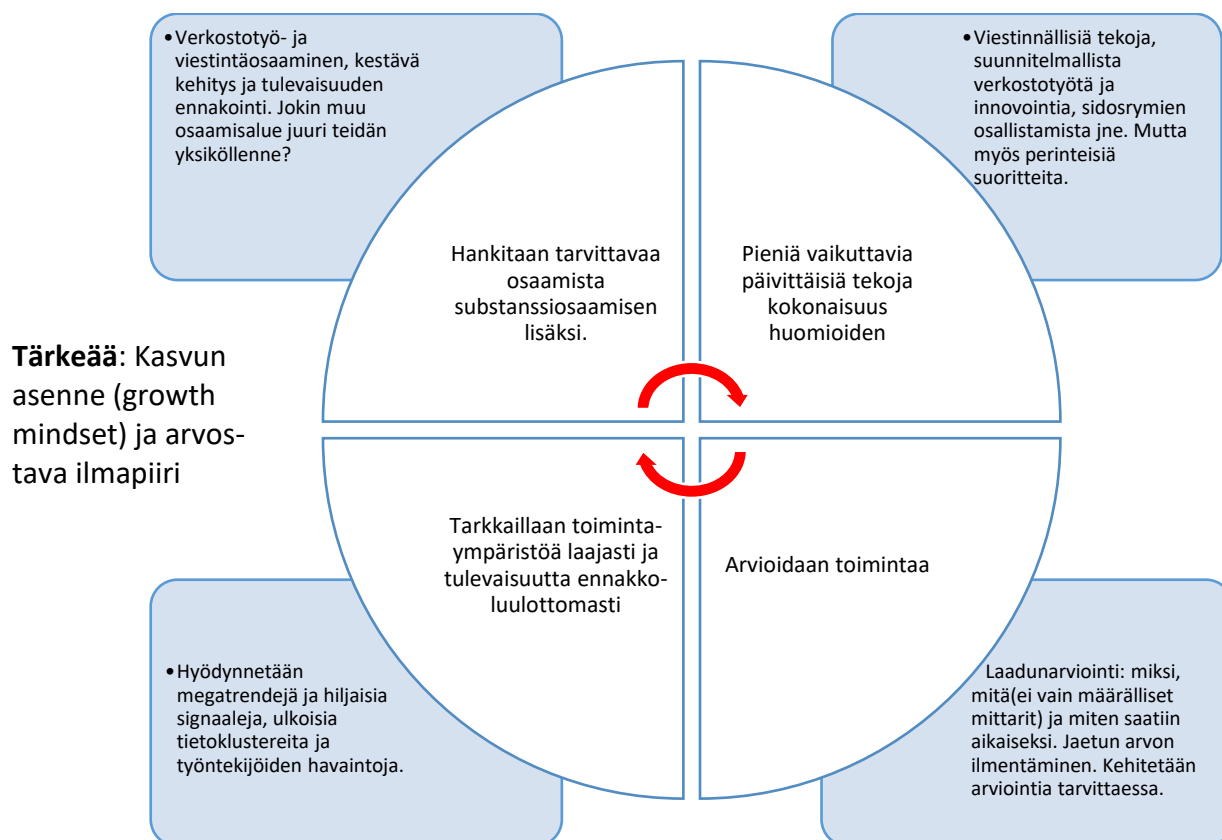 •Verkostotyö- ja
viestintäosaaminen, kestävä
kehitys ja tulevaisuuden
ennakointi. Jokin muu
osaamisalue juuri teidän
yksiköllenne?
•Viestinnällisiä tekoja,
suunnitelmallista
verkostotyötä ja
innovointia, sidosrymien
osallistamista jne. Mutta
myös perinteisiä
suoritteita.
Hankitaan tarvittavaa
osaamista
substanssiosaamisen
lisäksi.
Pieniä vaikuttavia
päivittäisiä tekoja
kokonaisuus
huomioiden
Tärkeää: Kasvun
asenne (growth
mindset) ja arvos-
tava ilmapiiri
Tarkkaillaan toiminta-
ympäristöä laajasti ja
tulevaisuutta ennakko-
luulottomasti
Arvioidaan toimintaa
•Hyödynnetään
megatrendejä ja hiljaisia
signaaleja, ulkoisia
tietoklustereita ja
työntekijöiden havaintoja.
Laadunarviointi: miksi,
mitä(ei vain määrälliset
mittarit) ja miten saatiin
aikaiseksi. Jaetun arvon
ilmentäminen. Kehitetään
arviointia tarvittaessa.